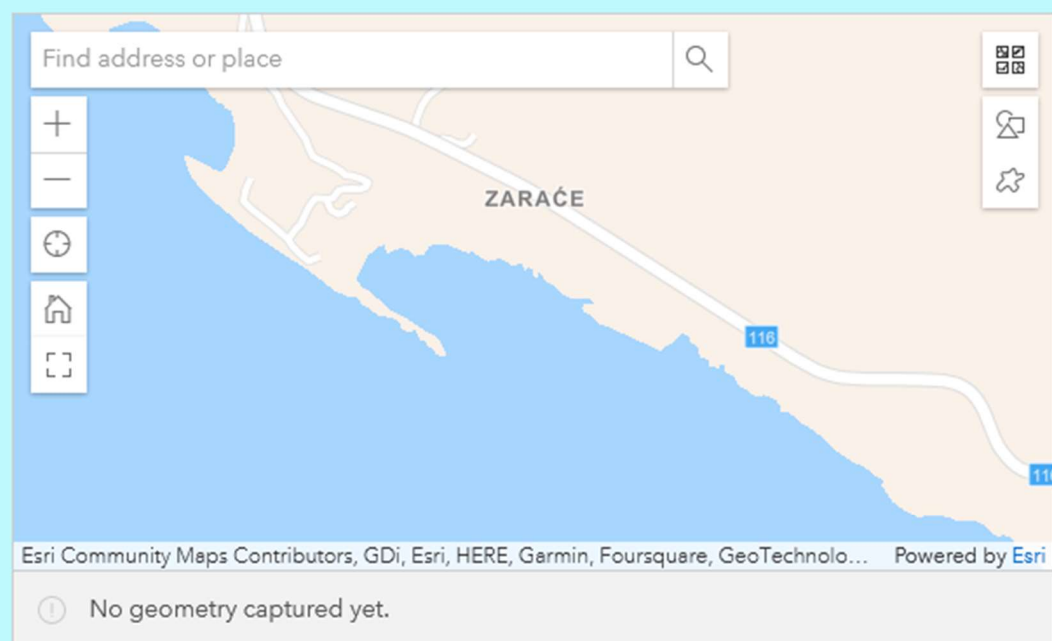 Find address or place
ZARAĆE
116
Esri Community Maps Contributors, GDi, Esri, HERE, Garmin, Foursquare, GeoTechnolo... Powered by Esri
No geometry captured yet.